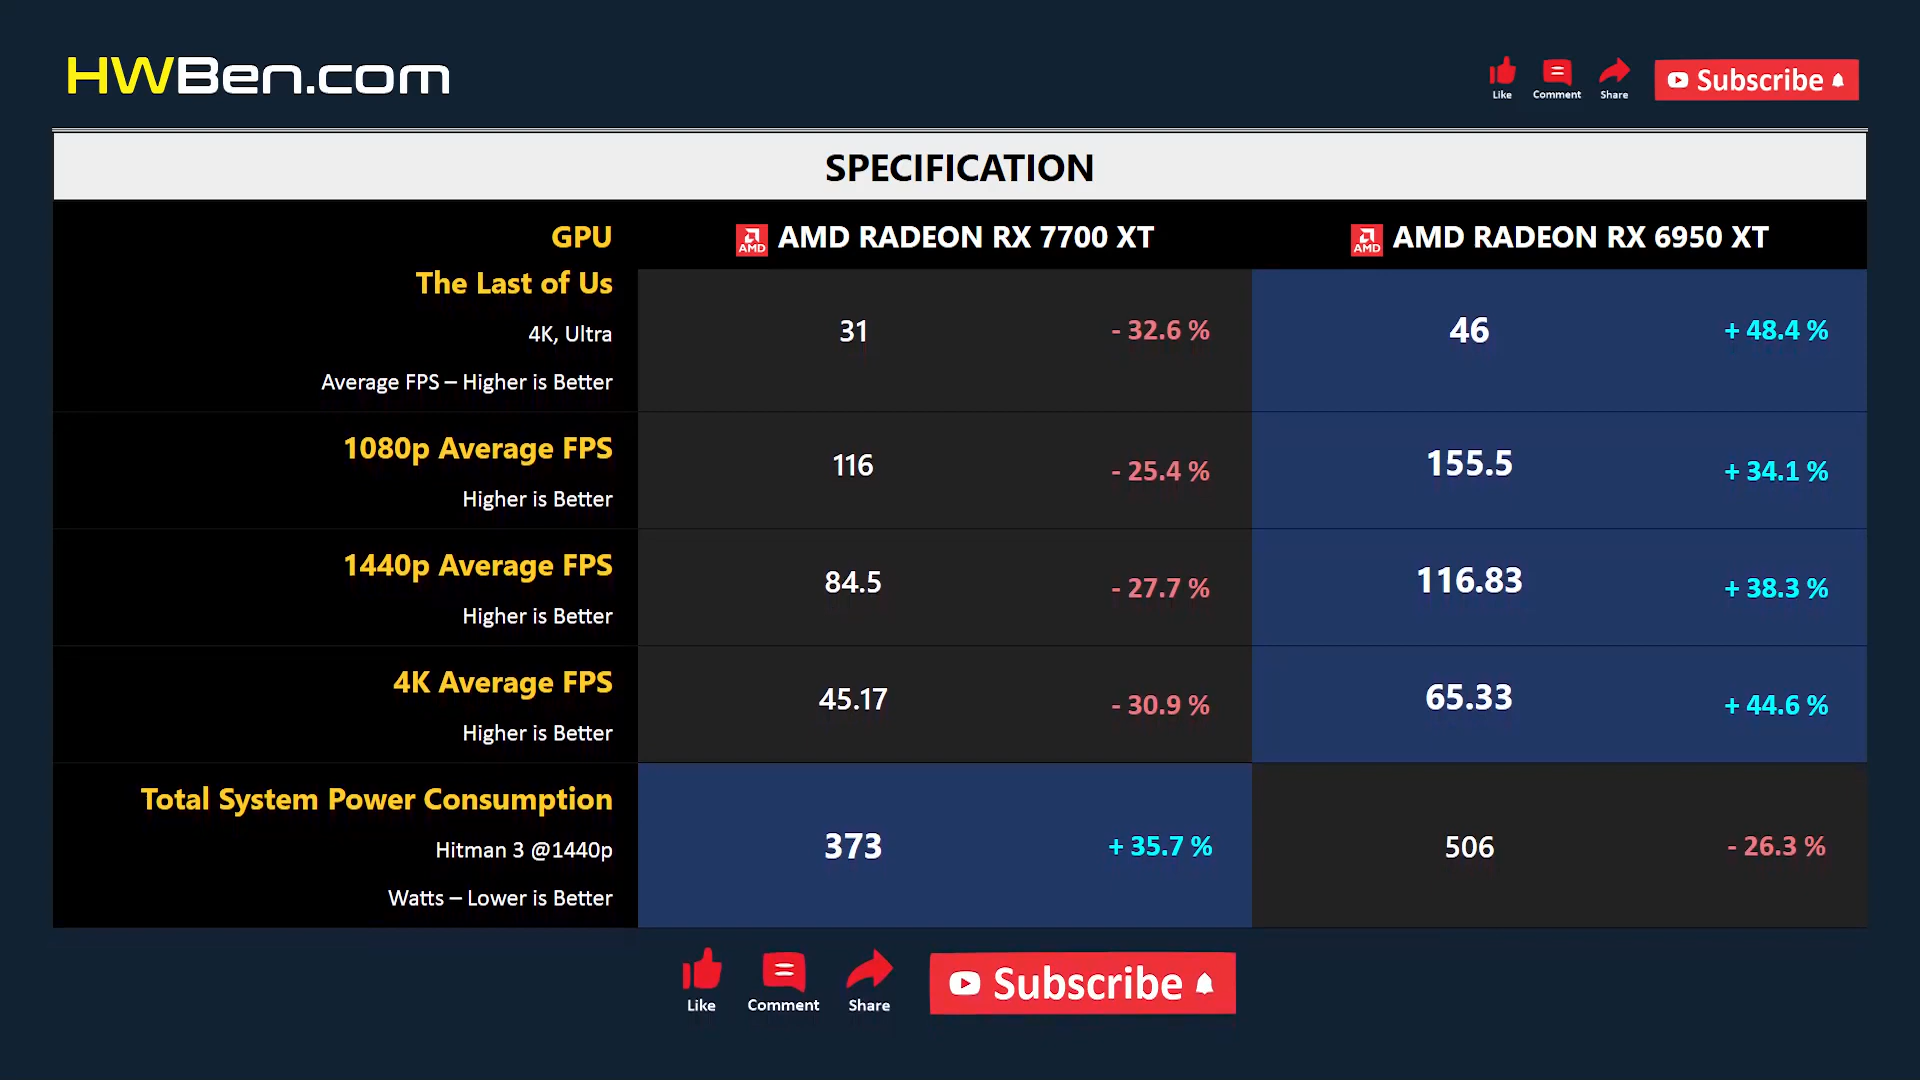 HWBen.com
Like
Comment
Share
Subscribe
SPECIFICATION
GPU
AMD
AMD RADEON RX 7700 XT
AMD
AMD RADEON RX 6950 XT
The Last of Us
4K, Ultra
Average FPS – Higher is Better
31
- 32.6 %
46
+ 48.4 %
1080p Average FPS
Higher is Better
116
- 25.4 %
155.5
+ 34.1 %
1440p Average FPS
Higher is Better
84.5
- 27.7 %
116.83
+ 38.3 %
4K Average FPS
Higher is Better
45.17
- 30.9 %
65.33
+ 44.6 %
Total System Power Consumption
Hitman 3 @1440p
Watts – Lower is Better
373
+ 35.7 %
506
- 26.3 %
Like
Comment
Share
Subscribe